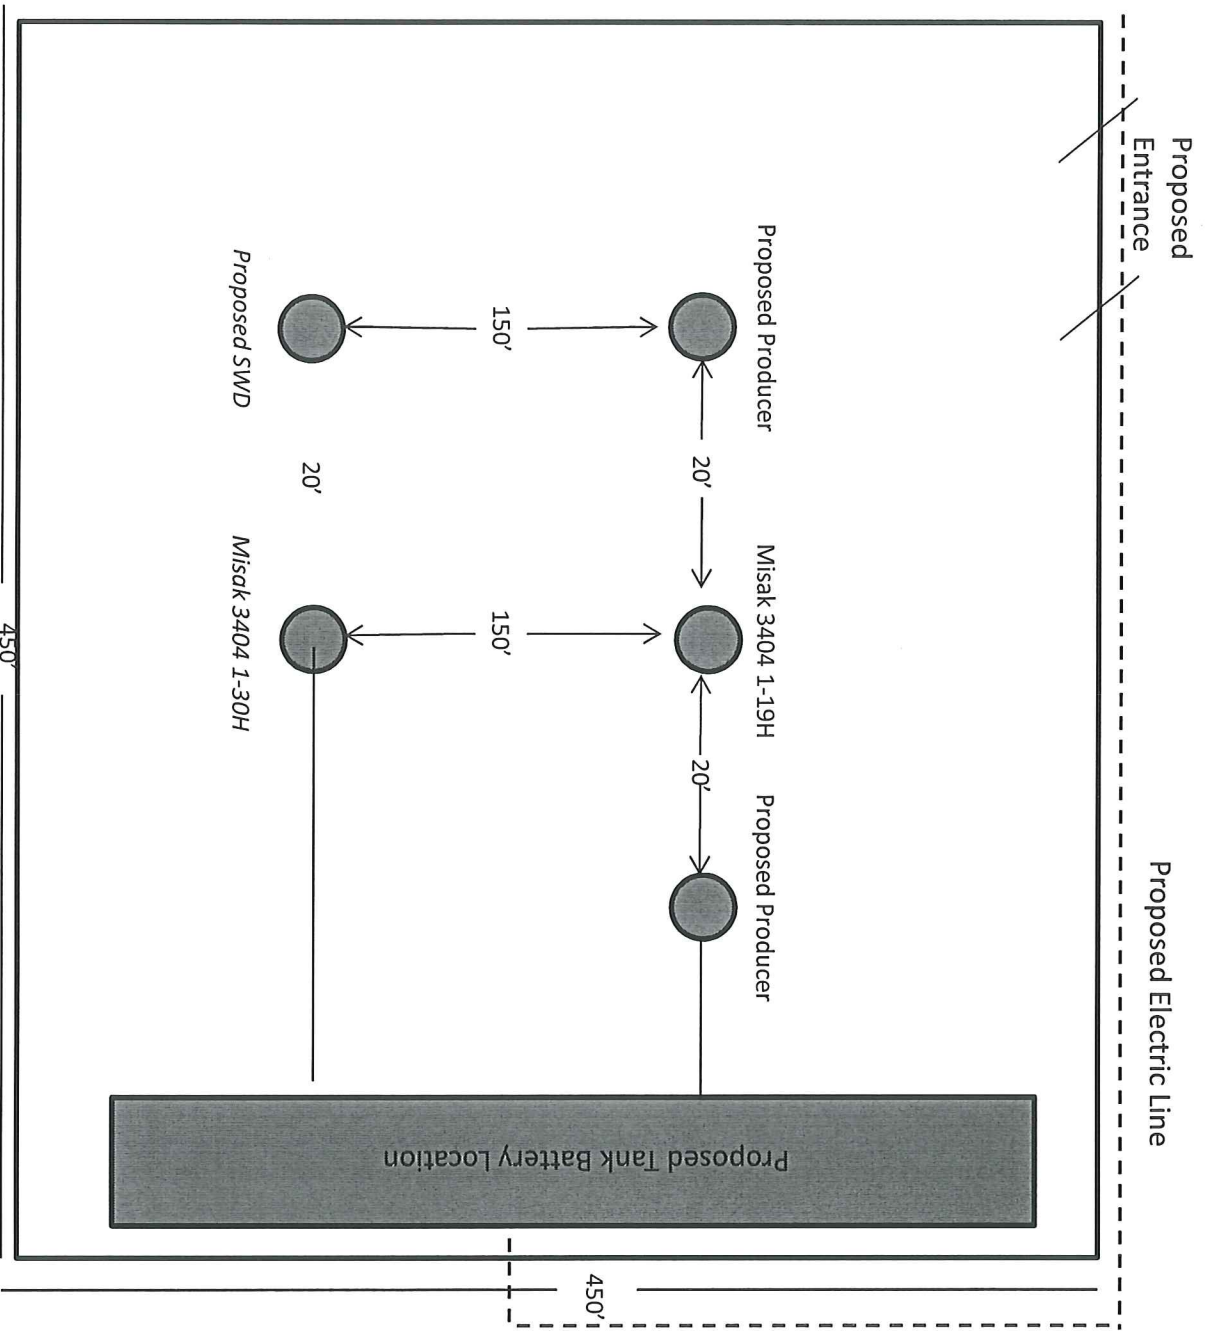 Proposed
Entrance
Proposed Electric Line
Proposed Producer
Misak 3404 1-19H
Proposed Producer
20’
20’
150’
150’
20’
Proposed SWD
Misak 3404 1-30H
Proposed Tank Battery Location
450’
450’